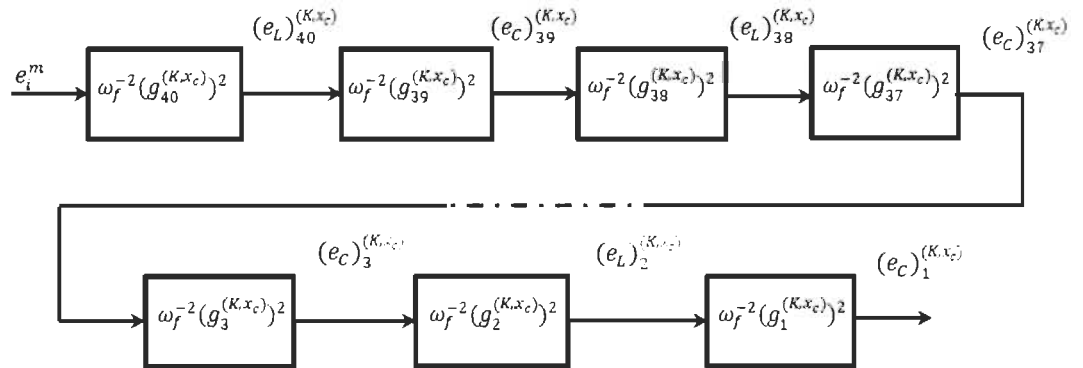 (e_L)_{40}^{(K,x_c)} (e_C)_{39}^{(K,x_c)} (e_L)_{38}^{(K,x_c)} (e_C)_{37}^{(K,x_c)}
e_i^m ω_f^{-2}(g_{40}^{(K,x_c)})^2 ω_f^{-2}(g_{39}^{(K,x_c)})^2 ω_f^{-2}(g_{38}^{(K,x_c)})^2 ω_f^{-2}(g_{37}^{(K,x_c)})^2
(e_C)_3^{(K,x_c)} (e_L)_2^{(K,x_c)} (e_C)_1^{(K,x_c)}
ω_f^{-2}(g_3^{(K,x_c)})^2 ω_f^{-2}(g_2^{(K,x_c)})^2 ω_f^{-2}(g_1^{(K,x_c)})^2